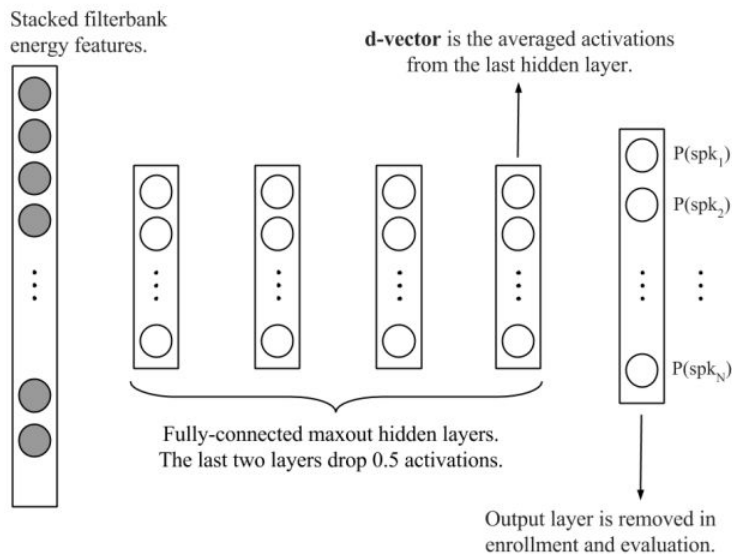 Stacked filterbank
energy features.
d-vector is the averaged activations
from the last hidden layer.
P(spk₁)
P(spk₂)
P(spk_N)
Fully-connected maxout hidden layers.
The last two layers drop 0.5 activations.
Output layer is removed in
enrollment and evaluation.